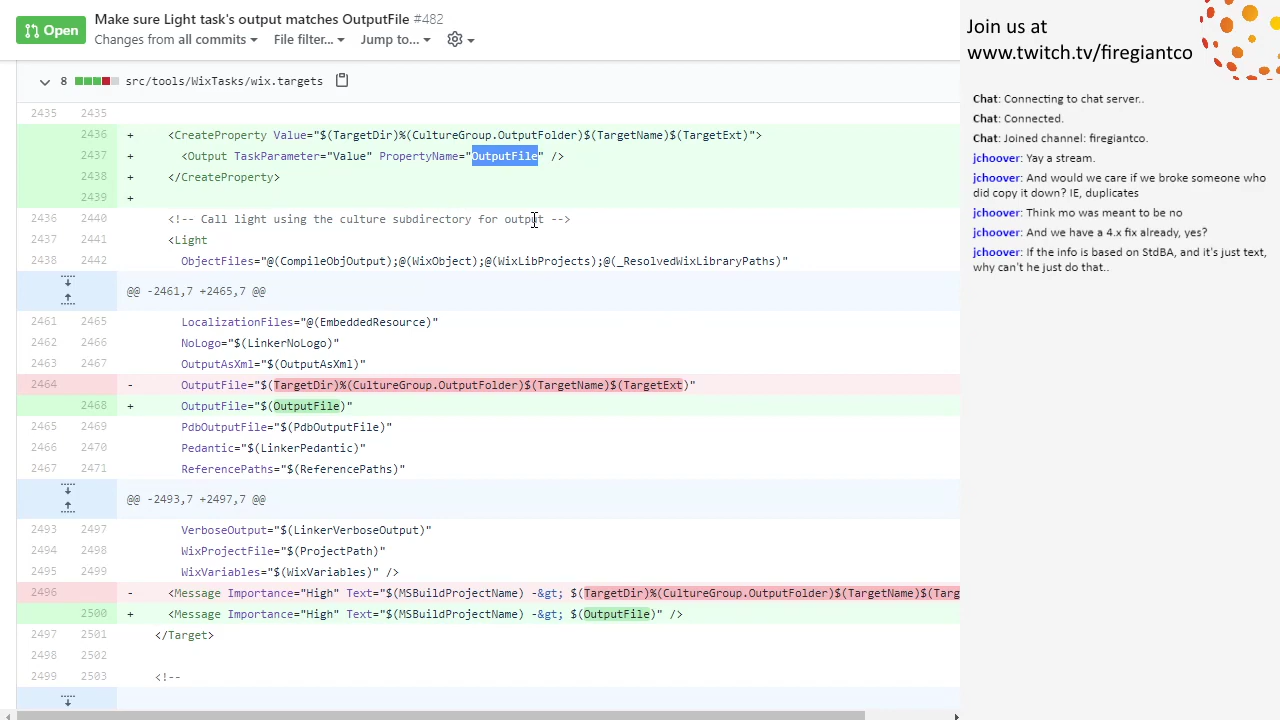 Open
Make sure Light task's output matches OutputFile #482
Changes from all commits File filter... Jump to...
8 src/tools/WixTasks/wix.targets
2435 2435
2436 + <CreateProperty Value="$(TargetDir)%(CultureGroup.OutputFolder)$(TargetName)$(TargetExt)">
2437 + <Output TaskParameter="Value" PropertyName="OutputFile" />
2438 + </CreateProperty>
2439 +
2436 2440 <!-- Call light using the culture subdirectory for output -->
2437 2441 <Light
2438 2442 ObjectFiles="@(CompileObjOutput);@(WixObject);@(WixLibProjects);@(_ResolvedWixLibraryPaths)"
@@ -2461,7 +2465,7 @@
2461 2465 LocalizationFiles="@(EmbeddedResource)"
2462 2466 NoLogo="$(LinkerNoLogo)"
2463 2467 OutputAsXml="$(OutputAsXml)"
2464 - OutputFile="$(TargetDir)%(CultureGroup.OutputFolder)$(TargetName)$(TargetExt)"
2468 + OutputFile="$(OutputFile)"
2465 2469 PdbOutputFile="$(PdbOutputFile)"
2466 2470 Pedantic="$(LinkerPedantic)"
2467 2471 ReferencePaths="$(ReferencePaths)"
@@ -2493,7 +2497,7 @@
2493 2497 VerboseOutput="$(LinkerVerboseOutput)"
2494 2498 WixProjectFile="$(ProjectPath)"
2495 2499 WixVariables="$(WixVariables)" />
2496 - <Message Importance="High" Text="$(MSBuildProjectName) -&gt; $(TargetDir)%(CultureGroup.OutputFolder)$(TargetName)$(Targ
2500 + <Message Importance="High" Text="$(MSBuildProjectName) -&gt; $(OutputFile)" />
2497 2501 </Target>
2498 2502
2499 2503 <!--
Join us at
www.twitch.tv/firegiantco
Chat: Connecting to chat server..
Chat: Connected.
Chat: Joined channel: firegiantco.
jchoover: Yay a stream.
jchoover: And would we care if we broke someone who
did copy it down? IE, duplicates
jchoover: Think mo was meant to be no
jchoover: And we have a 4.x fix already, yes?
jchoover: If the info is based on StdBA, and it's just text,
why can't he just do that..